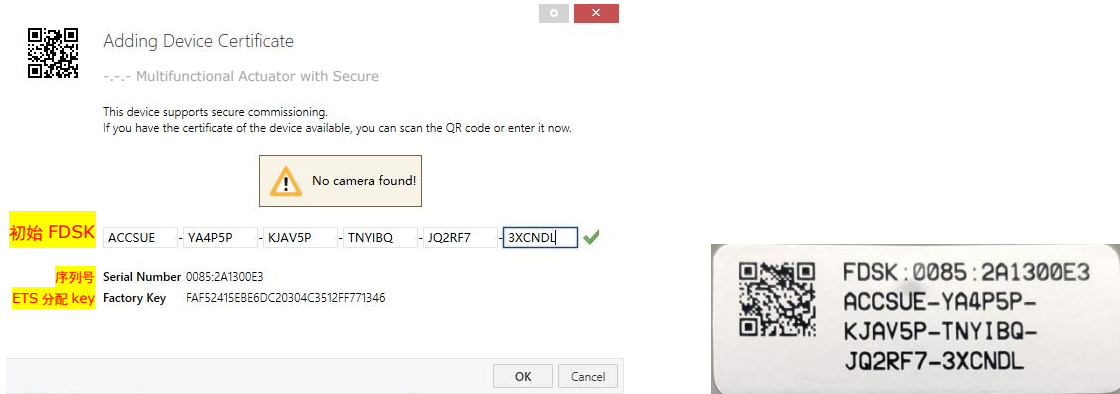 Adding Device Certificate
-.-.- Multifunctional Actuator with Secure
This device supports secure commissioning.
If you have the certificate of the device available, you can scan the QR code or enter it now.
No camera found!
初始 FDSK
ACCSUE - YA4P5P - KJAV5P - TNYIBQ - JQ2RF7 - 3XCNDL
序列号 Serial Number 0085:2A1300E3
ETS 分配 key Factory Key FAF52415EBE6DC20304C3512FF771346
OK Cancel
FDSK:0085:2A1300E3
ACCSUE-YA4P5P-
KJAV5P-TNYIBQ-
JQ2RF7-3XCNDL